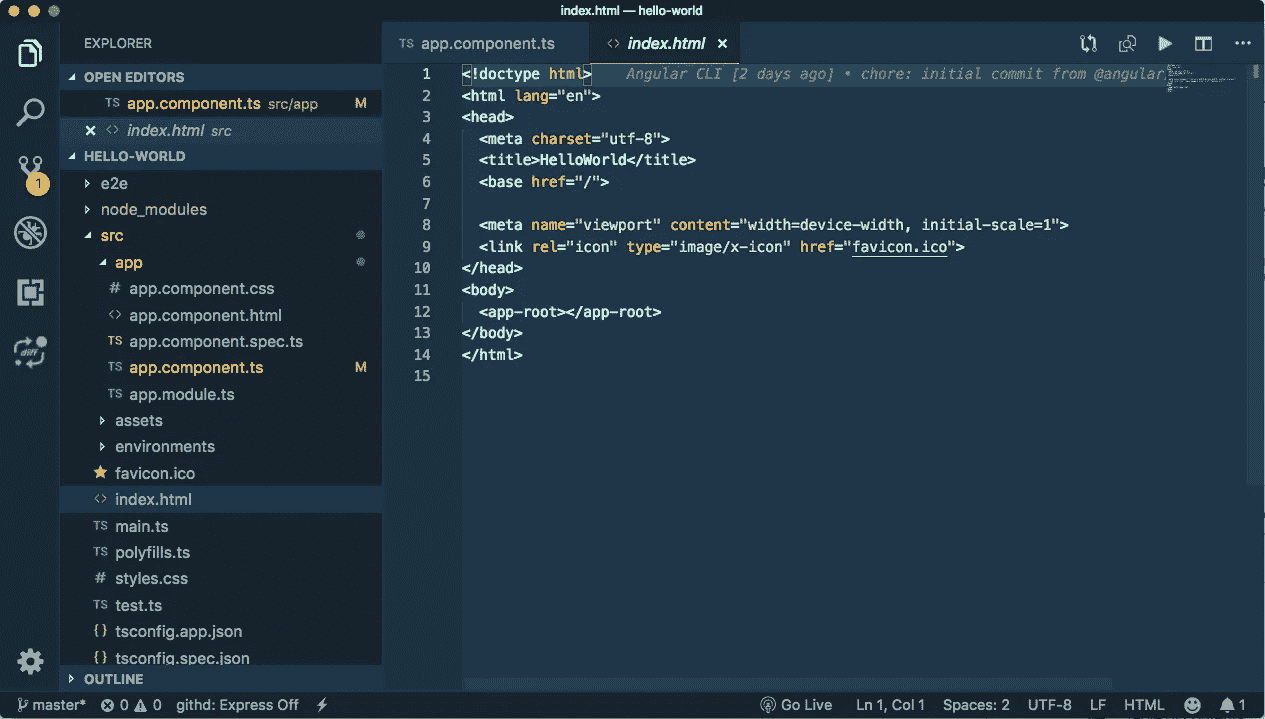 index.html — hello-world
EXPLORER
OPEN EDITORS
TS app.component.ts src/app M
<> index.html src
HELLO-WORLD
e2e
node_modules
src
app
# app.component.css
<> app.component.html
TS app.component.spec.ts
TS app.component.ts M
TS app.module.ts
assets
environments
favicon.ico
<> index.html
TS main.ts
TS polyfills.ts
# styles.css
TS test.ts
{} tsconfig.app.json
{} tsconfig.spec.json
OUTLINE
1
diff
TS app.component.ts <> index.html ×
1 <!doctype html> Angular CLI [2 days ago] • chore: initial commit from @angular
2 <html lang="en">
3 <head>
4 <meta charset="utf-8">
5 <title>HelloWorld</title>
6 <base href="/">
7
8 <meta name="viewport" content="width=device-width, initial-scale=1">
9 <link rel="icon" type="image/x-icon" href="favicon.ico">
10 </head>
11 <body>
12 <app-root></app-root>
13 </body>
14 </html>
15
master* 0 0 githd: Express Off Go Live Ln 1, Col 1 Spaces: 2 UTF-8 LF HTML 1